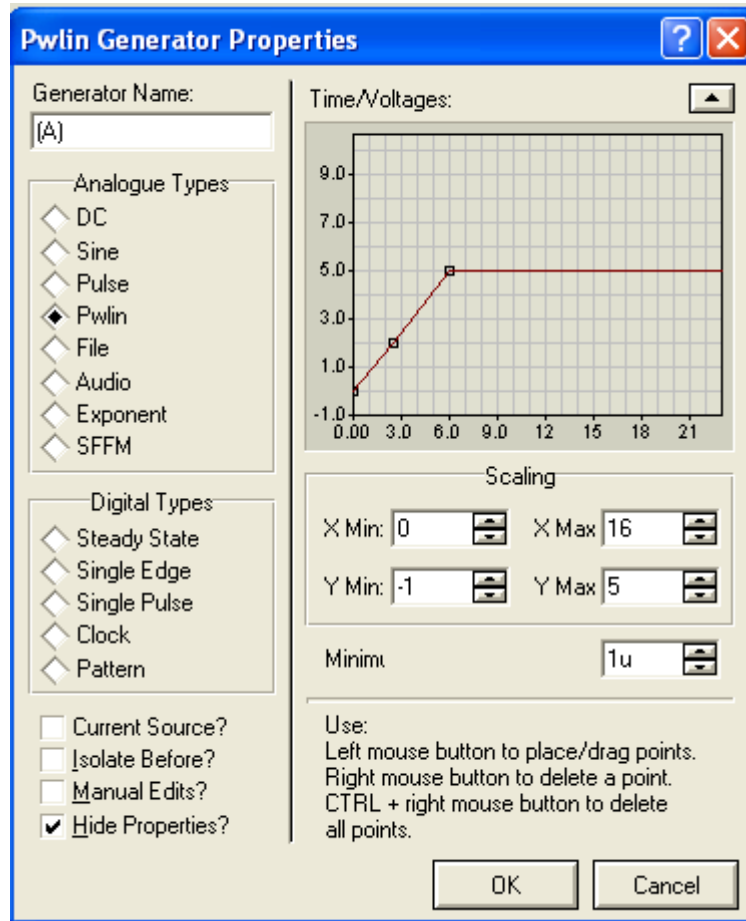 Pwlin Generator Properties
Generator Name:
(A)
Analogue Types
DC
Sine
Pulse
Pwlin
File
Audio
Exponent
SFFM
Digital Types
Steady State
Single Edge
Single Pulse
Clock
Pattern
Current Source?
Isolate Before?
Manual Edits?
Hide Properties?
Time/Voltages:
9.0
7.0
5.0
3.0
1.0
-1.0
0.00 3.0 6.0 9.0 12 15 18 21
Scaling
X Min: 0 X Max 16
Y Min: -1 Y Max 5
Minimu 1u
Use:
Left mouse button to place/drag points.
Right mouse button to delete a point.
CTRL + right mouse button to delete
all points.
OK Cancel